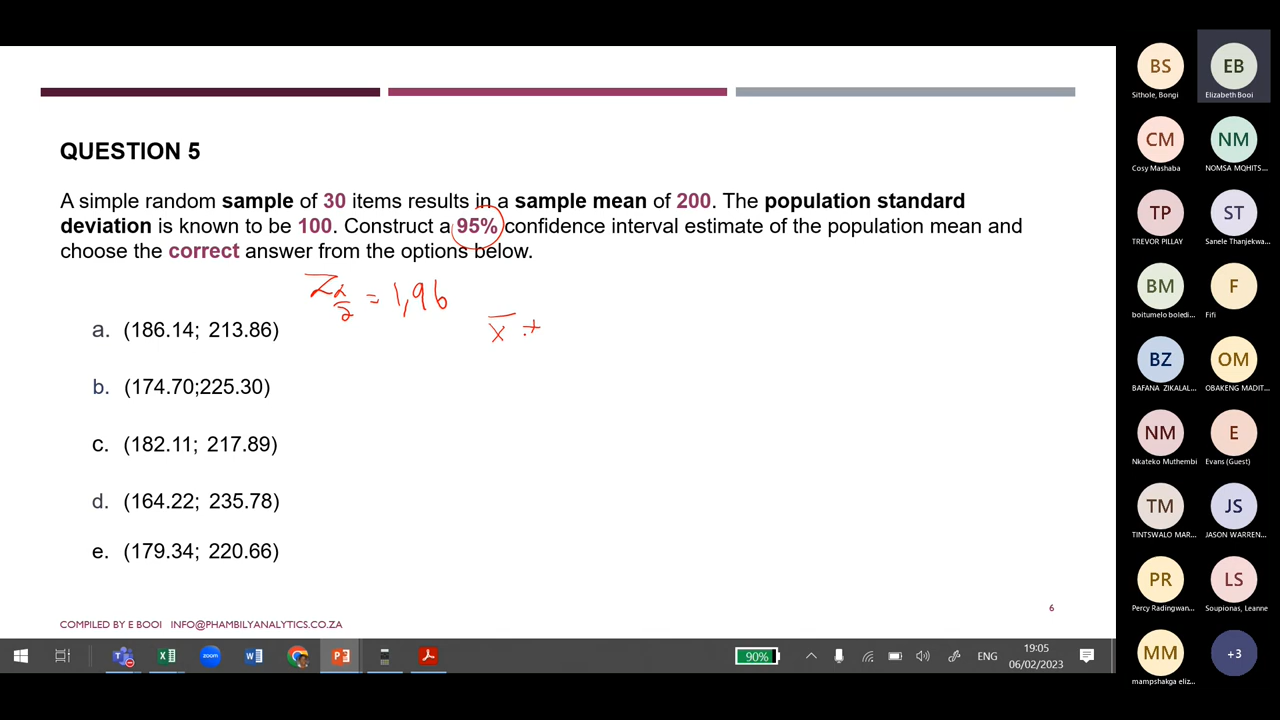 QUESTION 5
A simple random sample of 30 items results in a sample mean of 200. The population standard
deviation is known to be 100. Construct a 95% confidence interval estimate of the population mean and
choose the correct answer from the options below.
Zα/2 = 1,96
x̄ ±
a. (186.14; 213.86)
b. (174.70;225.30)
c. (182.11; 217.89)
d. (164.22; 235.78)
e. (179.34; 220.66)
6
COMPILED BY E BOOI INFO@PHAMBILYANALYTICS.CO.ZA
90%
ENG
19:05
06/02/2023
BS
Sithole, Bongi
EB
Elizabeth Booi
CM
Cosy Mashaba
NM
NOMSA MQHITS...
TP
TREVOR PILLAY
ST
Sanele Thanjekwa...
BM
boitumelo boledi...
F
Fifi
BZ
BAFANA ZIKALAL...
OM
OBAKENG MADIT...
NM
Nkateko Muthembi
E
Evans (Guest)
TM
TINTSWALO MAR...
JS
JASON WARREN...
PR
Percy Radingwan...
LS
Soupionas, Leanne
MM
mampshakga eliz...
+3